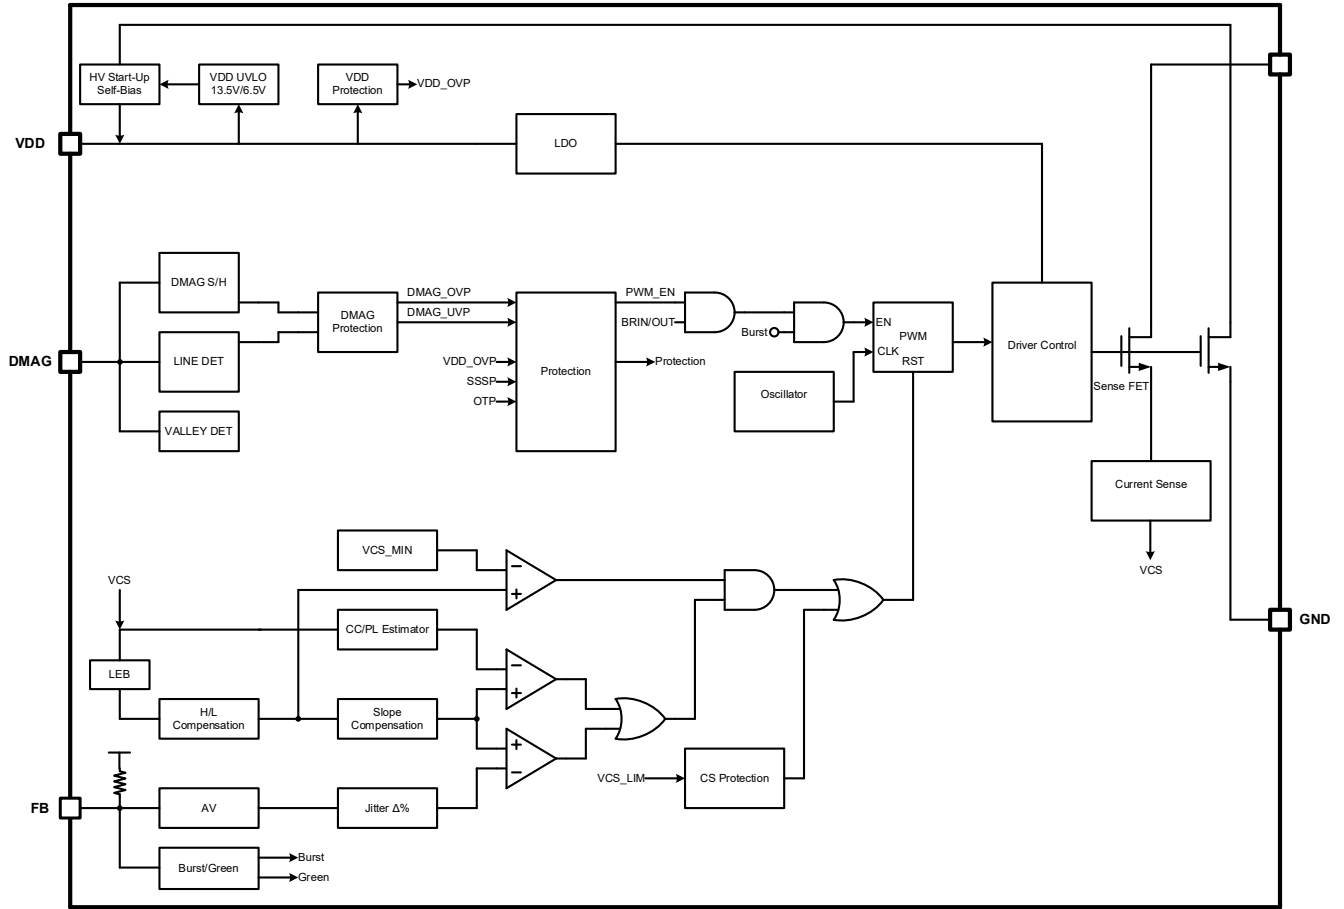 HV Start-Up
Self-Bias
VDD UVLO
13.5V/6.5V
VDD
Protection
VDD_OVP
VDD
LDO
DMAG S/H
DMAG_OVP
DMAG_UVP
DMAG
Protection
PWM_EN
BRIN/OUT
Burst
EN
PWM
CLK
RST
Driver Control
DMAG
LINE DET
VDD_OVP
SSSP
OTP
Protection
Protection
Oscillator
Sense FET
VALLEY DET
Current Sense
VCS
VCS_MIN
−
+
VCS
CC/PL Estimator
GND
LEB
−
+
H/L
Compensation
Slope
Compensation
+
−
VCS_LIM
CS Protection
FB
AV
Jitter Δ%
Burst/Green
Burst
Green